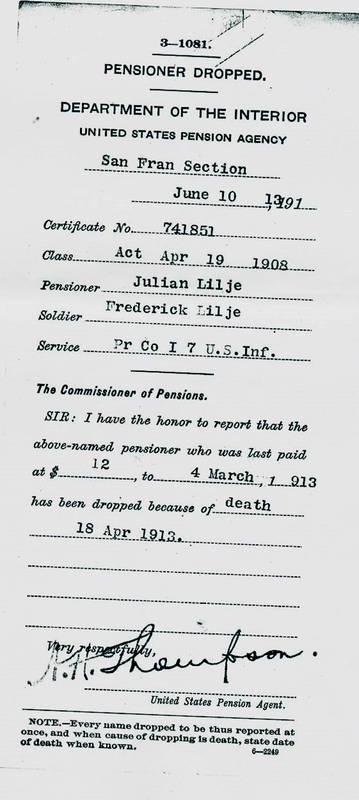 3—1081.
PENSIONER DROPPED.
DEPARTMENT OF THE INTERIOR
UNITED STATES PENSION AGENCY
San Fran Section
June 10 13, 191
Certificate No. 741851
Class Act Apr 19 1908
Pensioner Julian Lilje
Soldier Frederick Lilje
Service Pr Co I 7 U.S.Inf.
The Commissioner of Pensions.
SIR: I have the honor to report that the
above-named pensioner who was last paid
at $ 12, to 4 March, 1 913
has been dropped because of death
18 Apr 1913.
Very respectfully,
Thompson.
United States Pension Agent.
NOTE.—Every name dropped to be thus reported at
once, and when cause of dropping is death, state date
of death when known.
6—2249